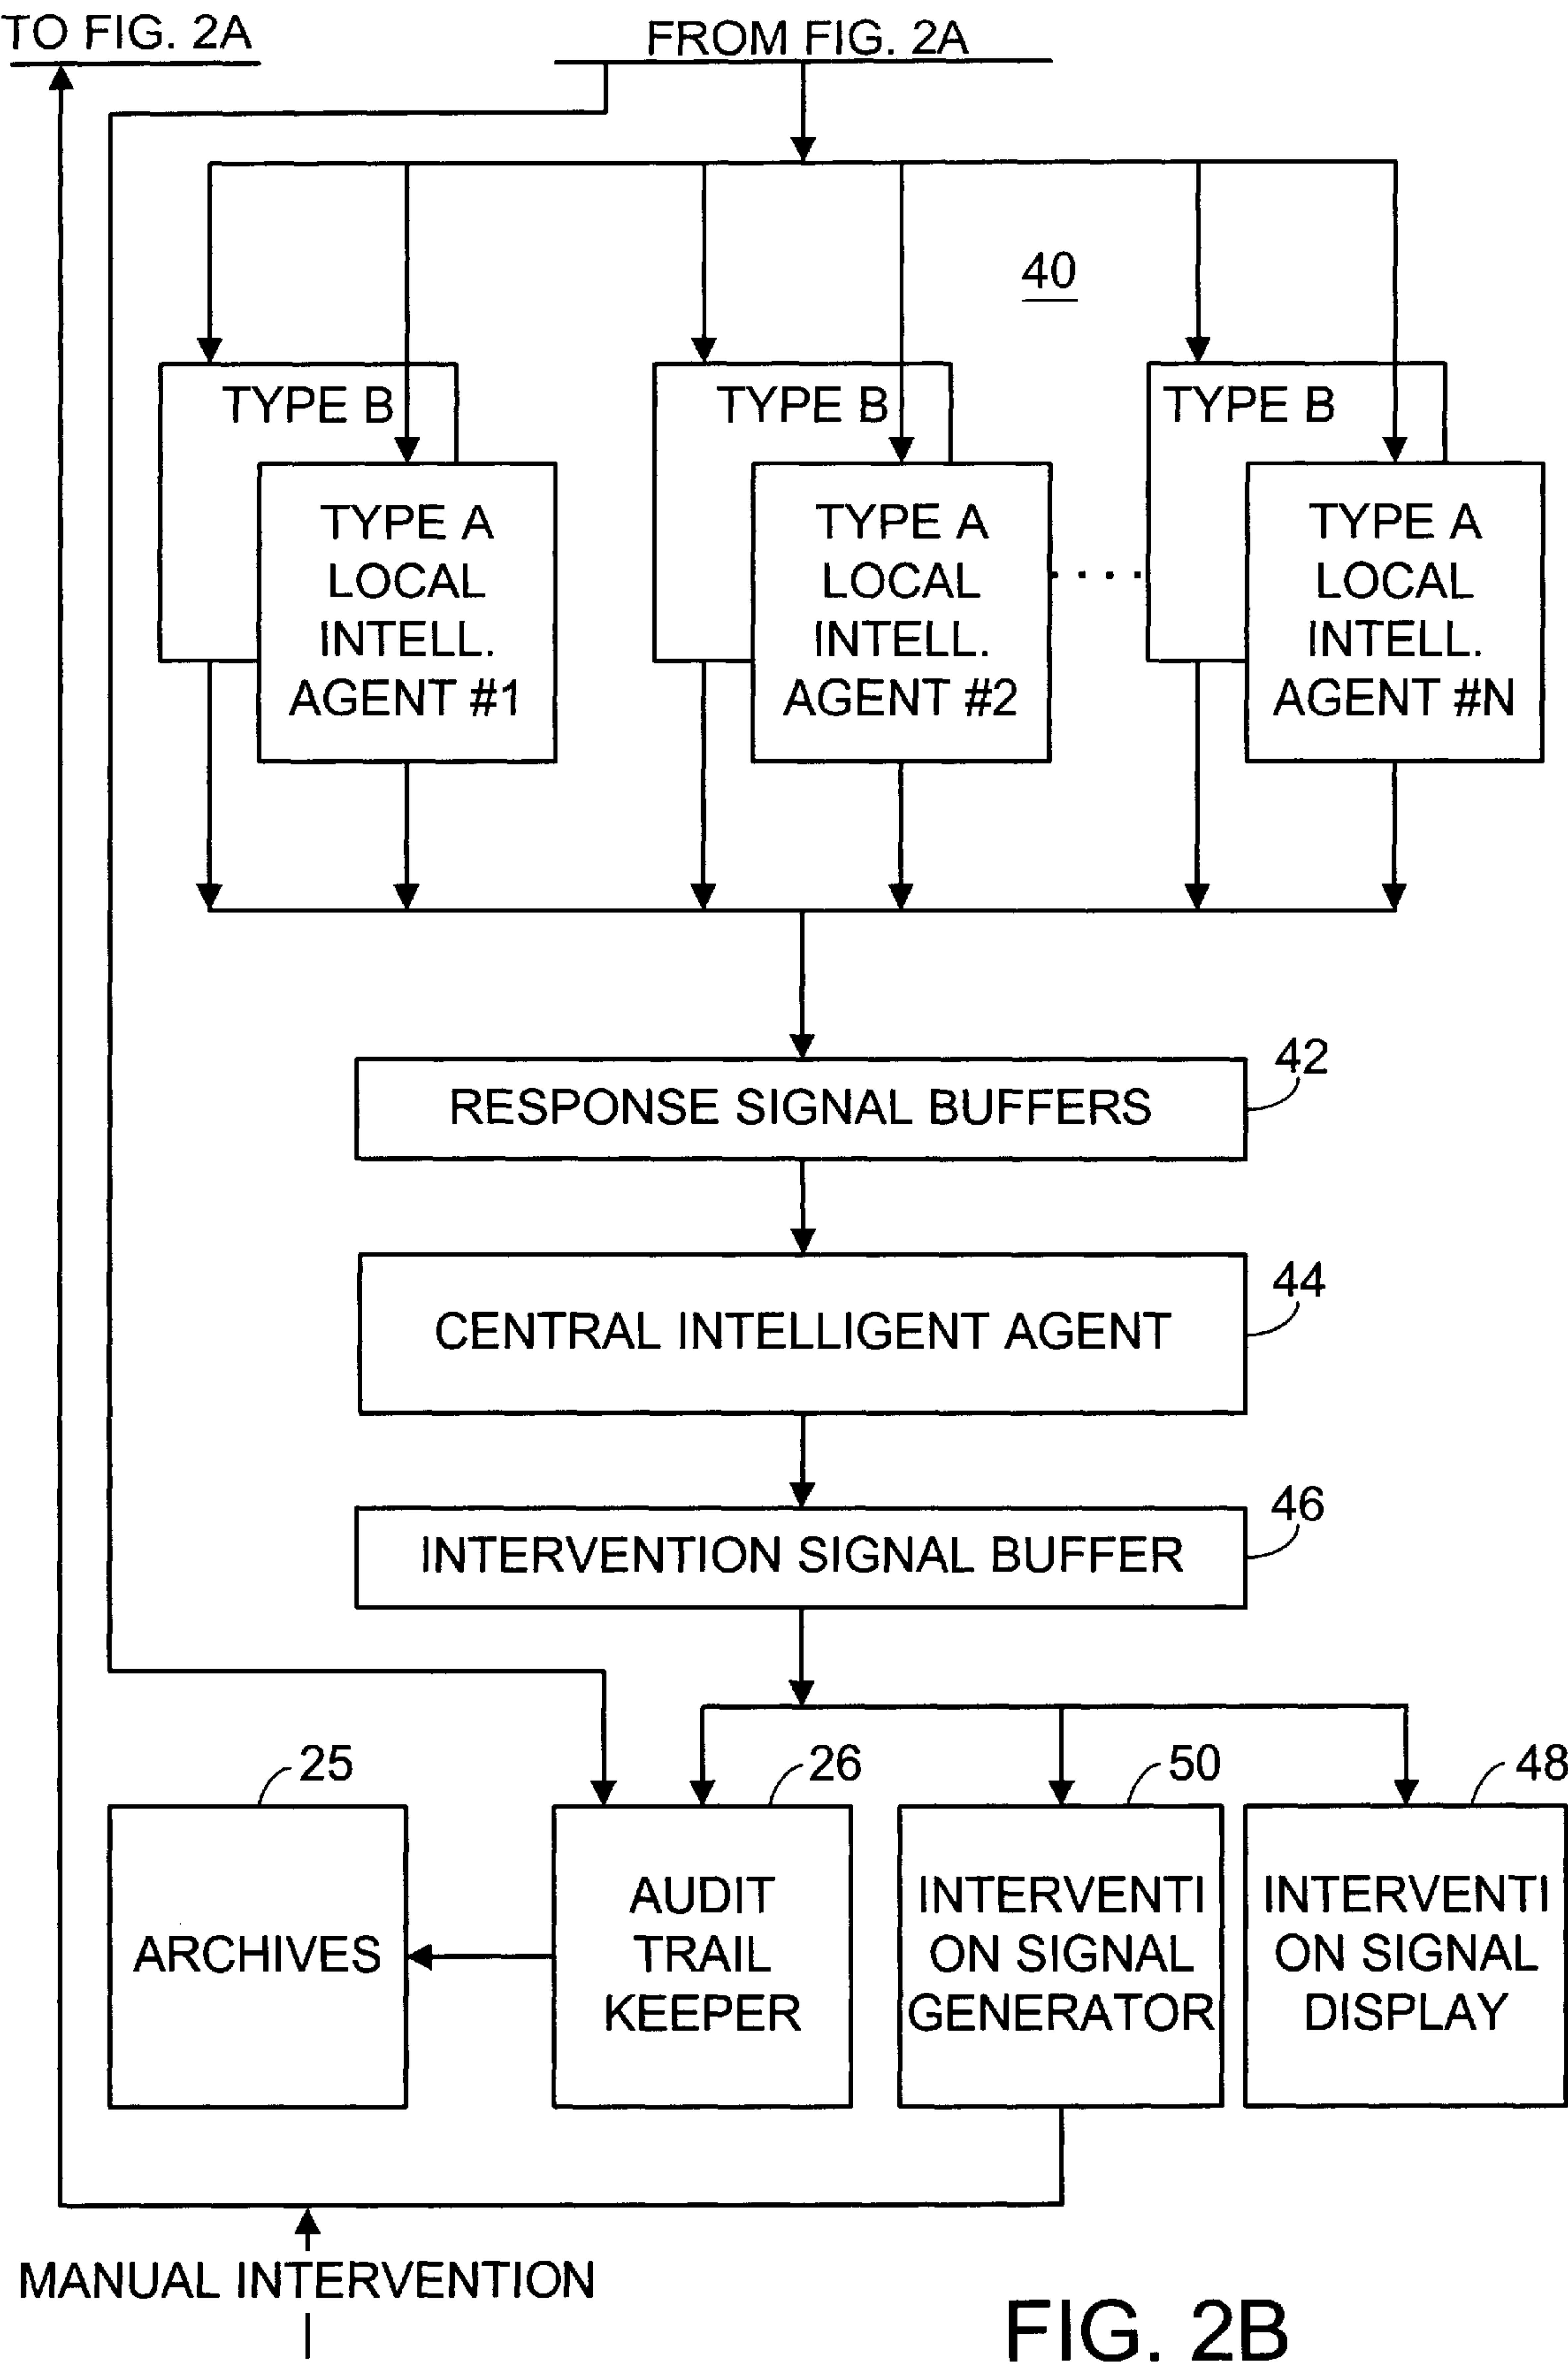 TO FIG. 2A
FROM FIG. 2A
40
TYPE B
TYPE B
TYPE B
TYPE A
LOCAL
INTELL.
AGENT #1
TYPE A
LOCAL
INTELL.
AGENT #2
. . . .
TYPE A
LOCAL
INTELL.
AGENT #N
42
RESPONSE SIGNAL BUFFERS
44
CENTRAL INTELLIGENT AGENT
46
INTERVENTION SIGNAL BUFFER
25
ARCHIVES
26
AUDIT
TRAIL
KEEPER
50
INTERVENTI
ON SIGNAL
GENERATOR
48
INTERVENTI
ON SIGNAL
DISPLAY
MANUAL INTERVENTION
FIG. 2B